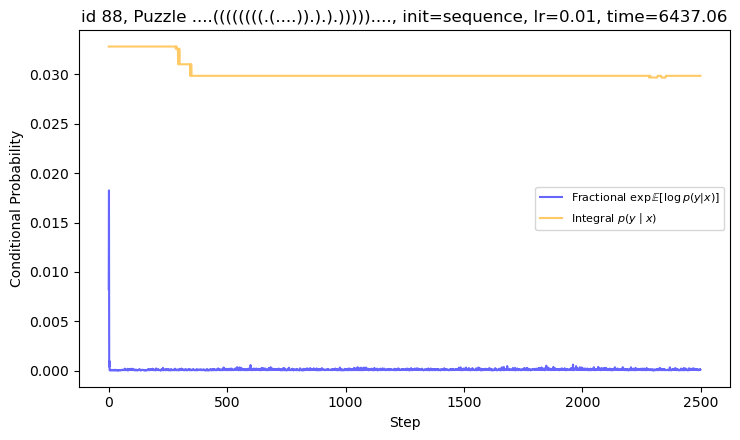 id 88, Puzzle ....((((((((.(....)).).).)))))...., init=sequence, lr=0.01, time=6437.06
Conditional Probability
0.030
0.025
0.020
0.015
0.010
0.005
0.000
Fractional exp𝔼[log p(y|x)]
Integral p(y | x)
0
500
1000
1500
2000
2500
Step